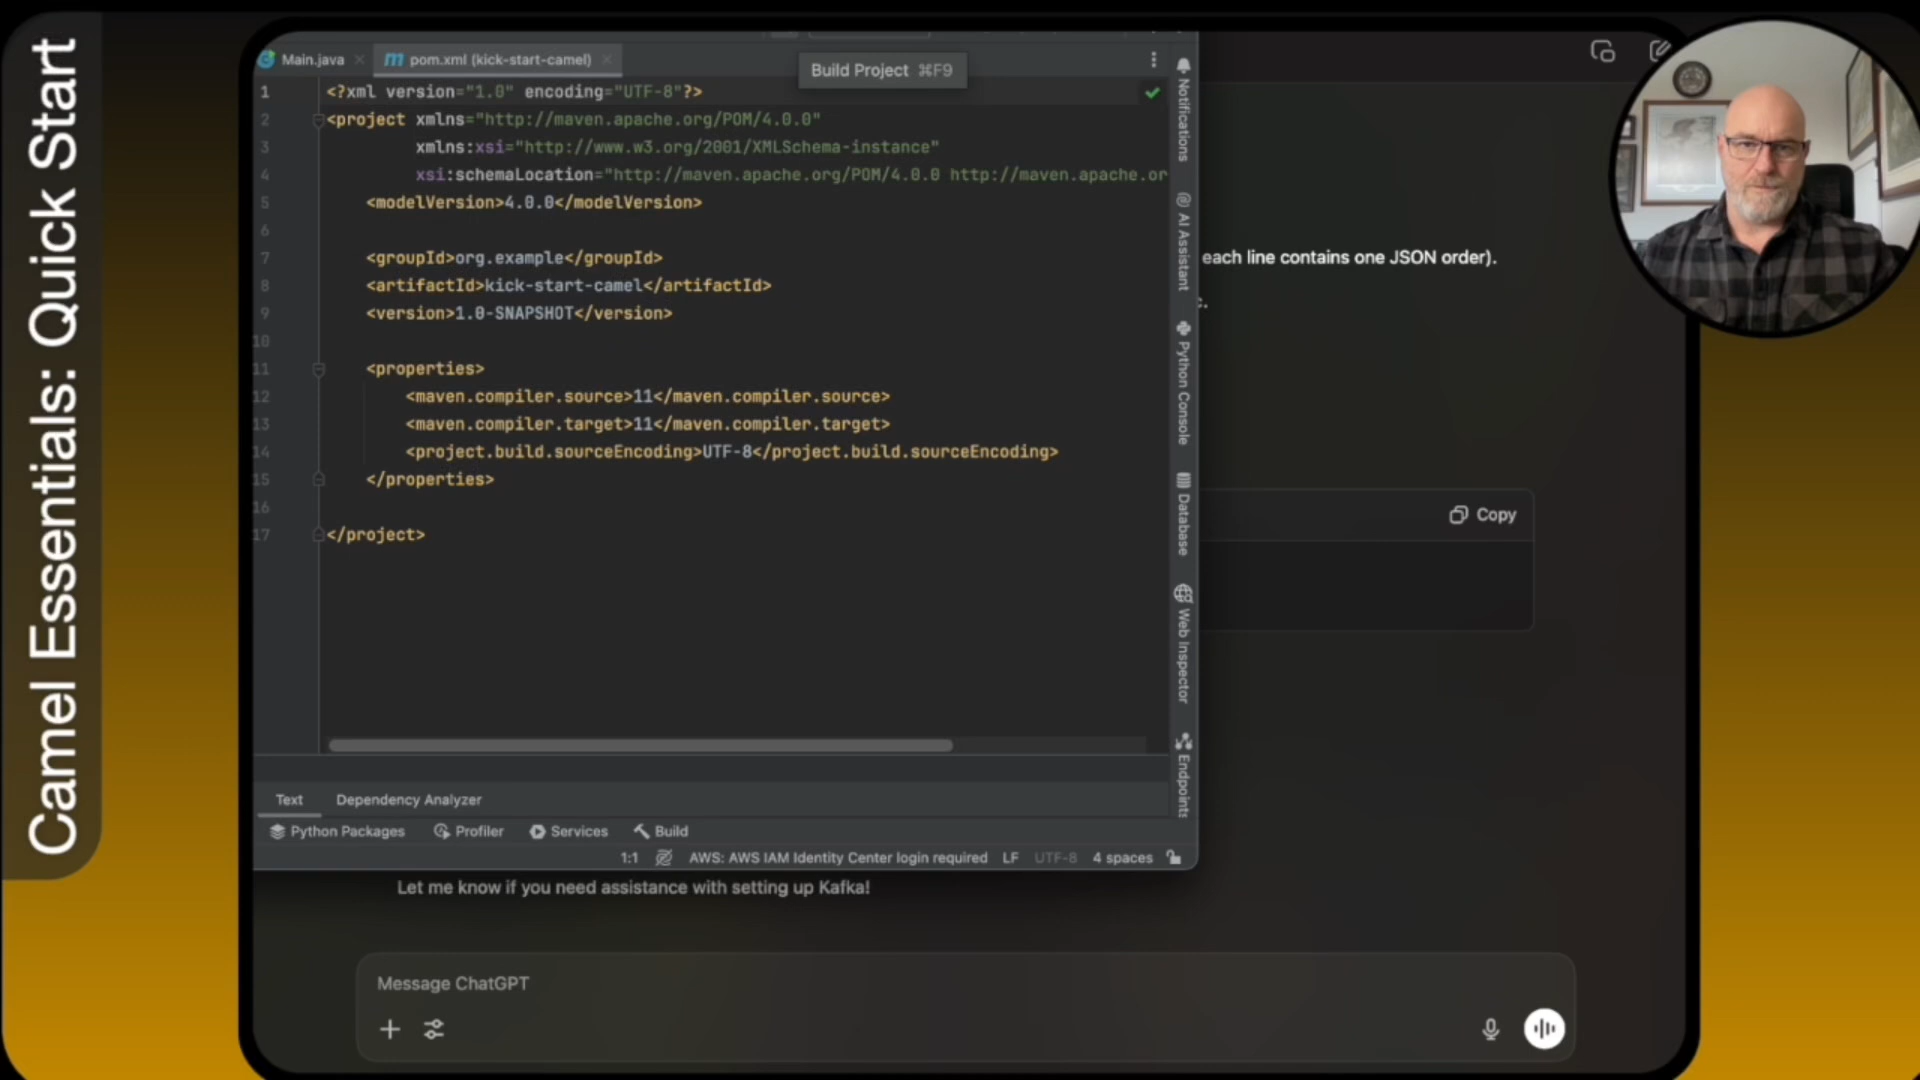 Camel Essentials: Quick Start
Main.java
pom.xml (kick-start-camel)
Build Project ⌘F9
1 <?xml version="1.0" encoding="UTF-8"?>
2 <project xmlns="http://maven.apache.org/POM/4.0.0"
3 xmlns:xsi="http://www.w3.org/2001/XMLSchema-instance"
4 xsi:schemaLocation="http://maven.apache.org/POM/4.0.0 http://maven.apache.or
5 <modelVersion>4.0.0</modelVersion>
6
7 <groupId>org.example</groupId>
8 <artifactId>kick-start-camel</artifactId>
9 <version>1.0-SNAPSHOT</version>
10
11 <properties>
12 <maven.compiler.source>11</maven.compiler.source>
13 <maven.compiler.target>11</maven.compiler.target>
14 <project.build.sourceEncoding>UTF-8</project.build.sourceEncoding>
15 </properties>
16
17 </project>
Notifications
AI Assistant
Python Console
Database
Web Inspector
Endpoints
Text
Dependency Analyzer
Python Packages
Profiler
Services
Build
1:1
AWS: AWS IAM Identity Center login required
LF
UTF-8
4 spaces
each line contains one JSON order).
Copy
Let me know if you need assistance with setting up Kafka!
Message ChatGPT